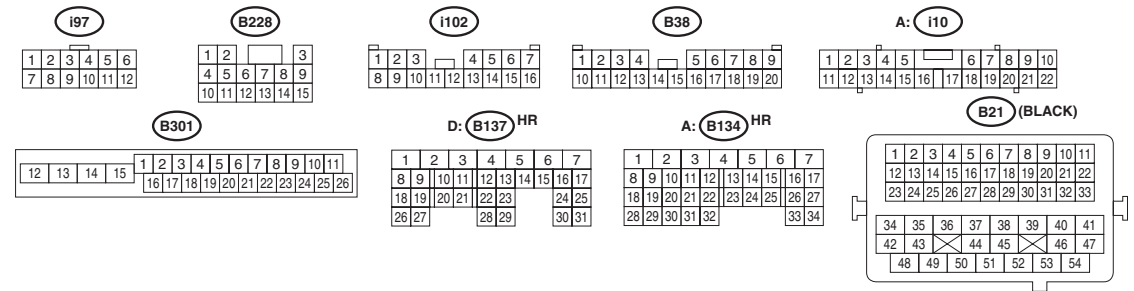 i97
B228
i102
B38
A: i10
1 2 3 4 5 6
7 8 9 10 11 12
1 2 3
4 5 6 7 8 9
10 11 12 13 14 15
1 2 3 4 5 6 7
8 9 10 11 12 13 14 15 16
1 2 3 4 5 6 7 8 9
10 11 12 13 14 15 16 17 18 19 20
1 2 3 4 5 6 7 8 9 10
11 12 13 14 15 16 17 18 19 20 21 22
B301
D: B137 HR
A: B134 HR
B21 (BLACK)
1 2 3 4 5 6 7 8 9 10 11
12 13 14 15
16 17 18 19 20 21 22 23 24 25 26
1 2 3 4 5 6 7
8 9 10 11 12 13 14 15 16 17
18 19 20 21 22 23 24 25
26 27 28 29 30 31
1 2 3 4 5 6 7
8 9 10 11 12 13 14 15 16 17
18 19 20 21 22 23 24 25 26 27
28 29 30 31 32 33 34
1 2 3 4 5 6 7 8 9 10 11
12 13 14 15 16 17 18 19 20 21 22
23 24 25 26 27 28 29 30 31 32 33
34 35 36 37 38 39 40 41
42 43 44 45 46 47
48 49 50 51 52 53 54